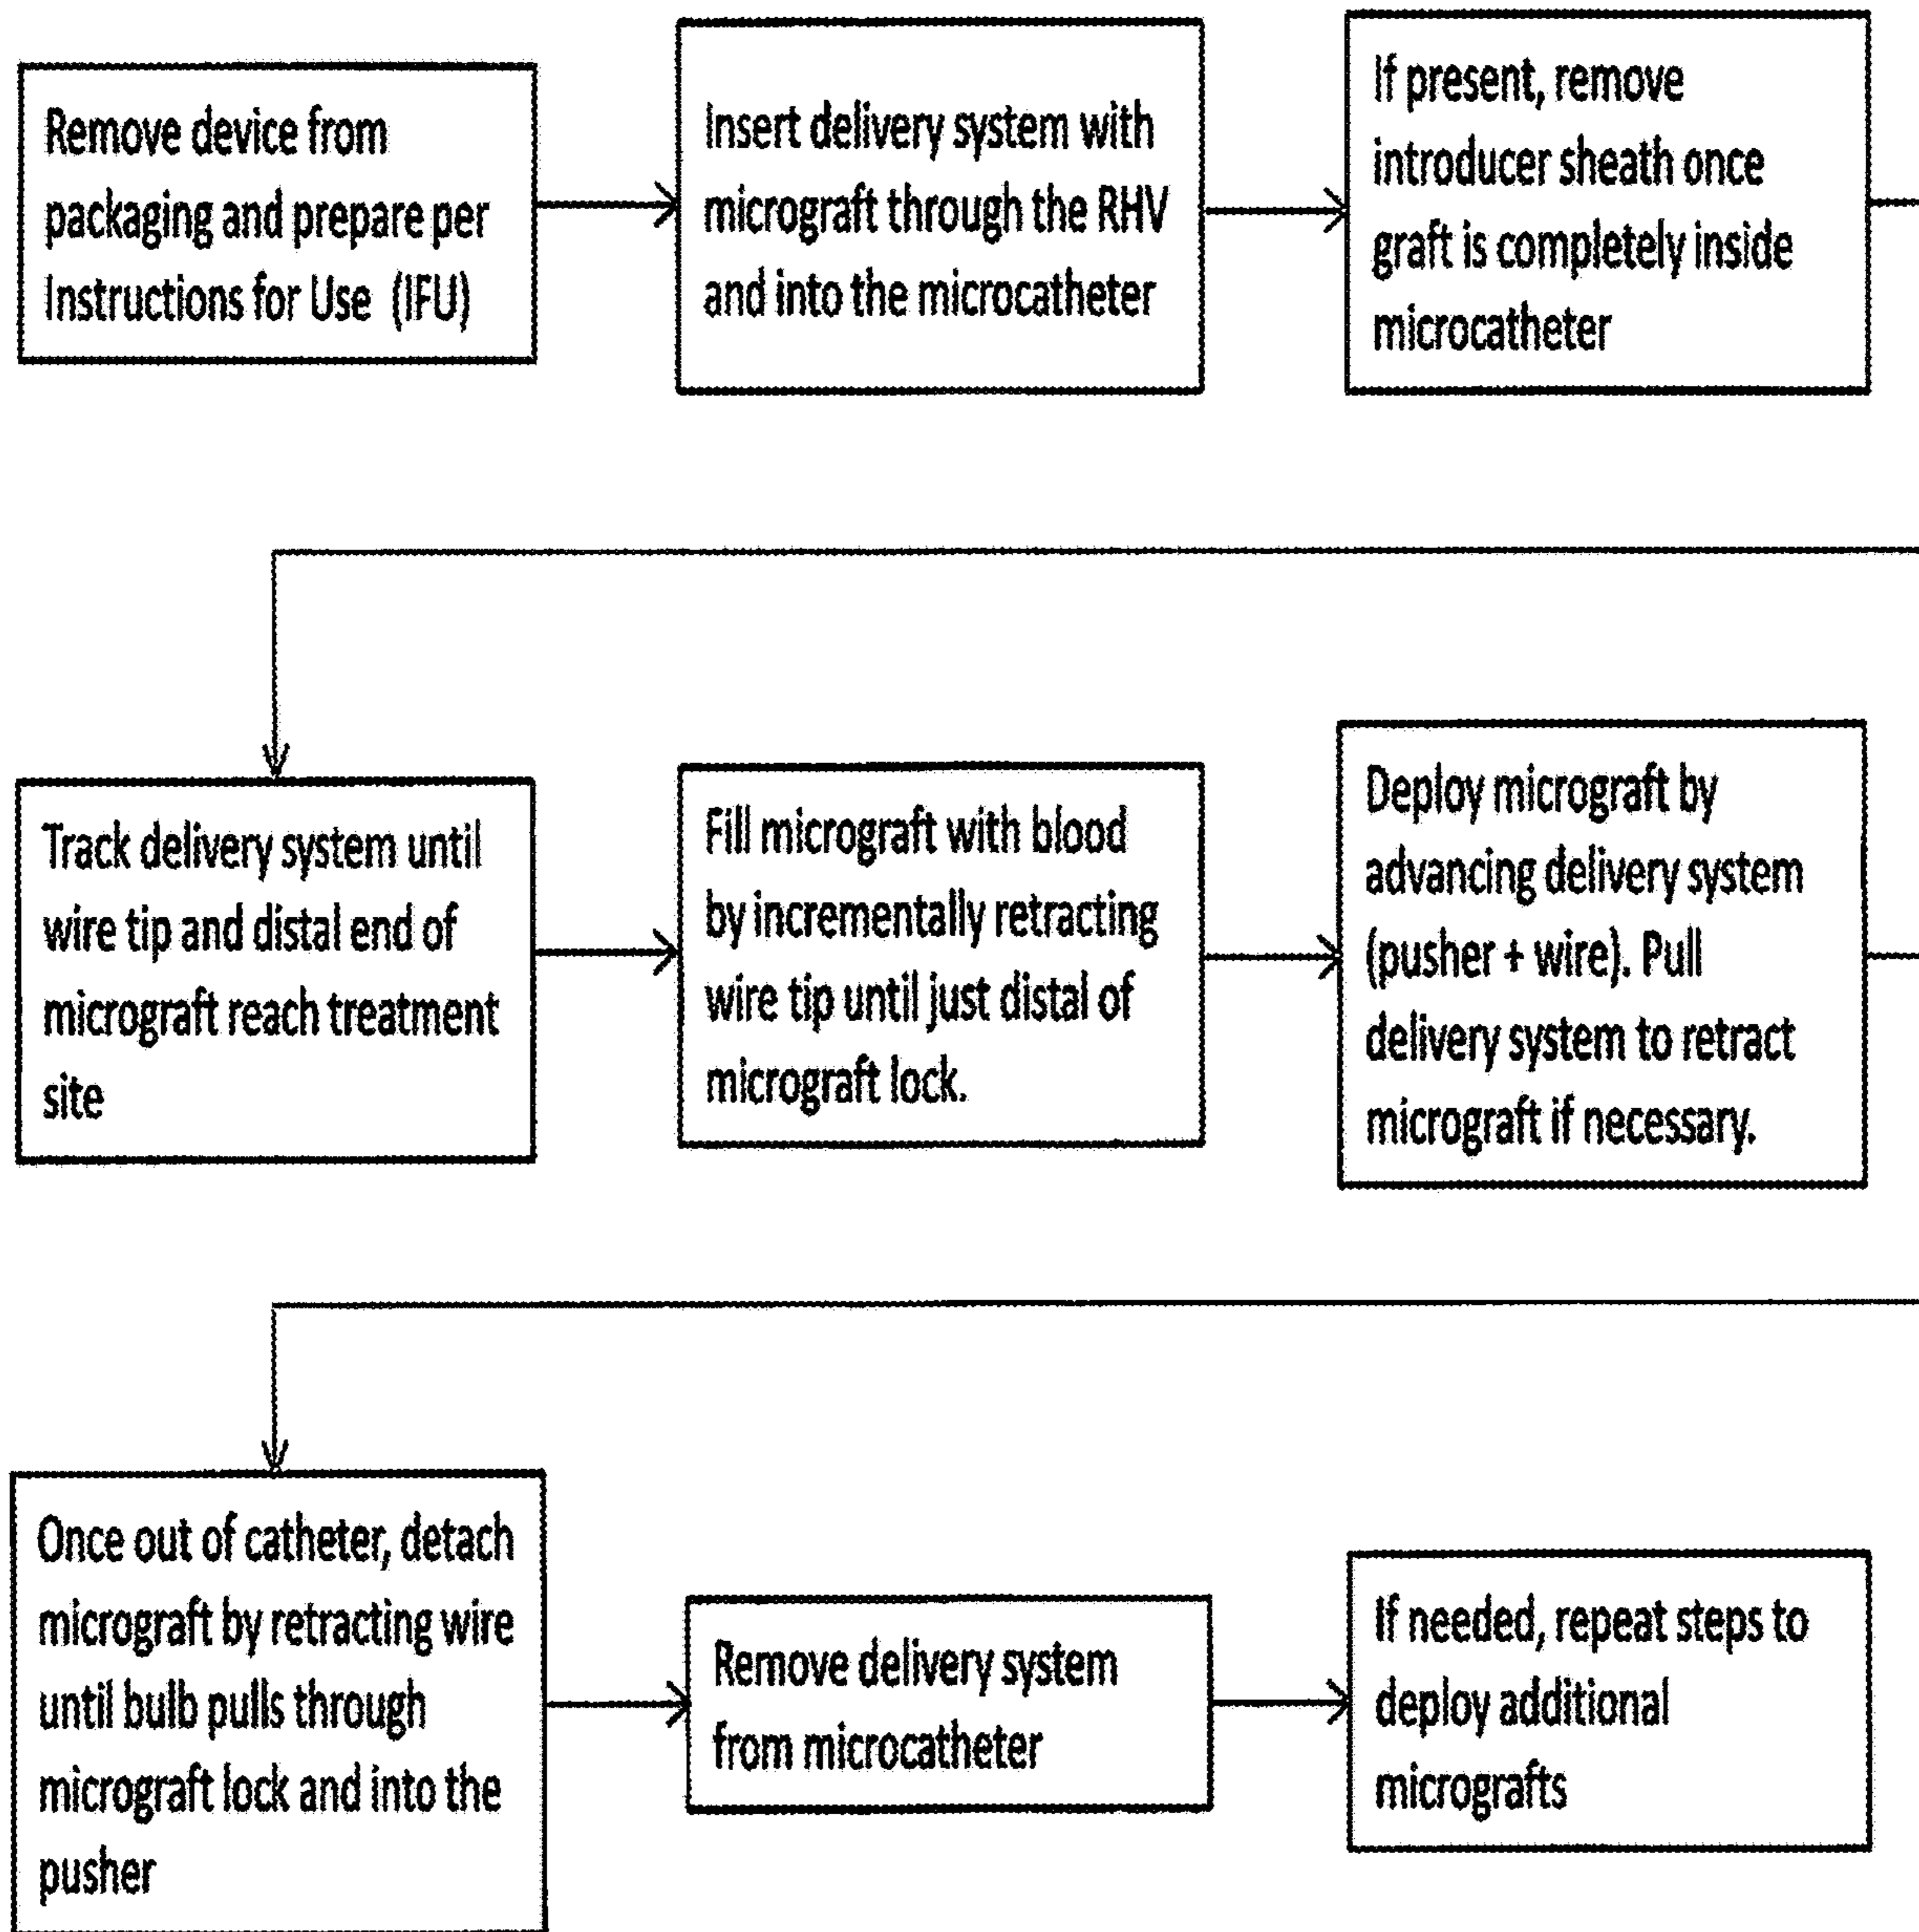 Remove device from
packaging and prepare per
Instructions for Use (IFU)
Insert delivery system with
micrograft through the RHV
and into the microcatheter
If present, remove
introducer sheath once
graft is completely inside
microcatheter
Track delivery system until
wire tip and distal end of
micrograft reach treatment
site
Fill micrograft with blood
by incrementally retracting
wire tip until just distal of
micrograft lock.
Deploy micrograft by
advancing delivery system
(pusher + wire). Pull
delivery system to retract
micrograft if necessary.
Once out of catheter, detach
micrograft by retracting wire
until bulb pulls through
micrograft lock and into the
pusher
Remove delivery system
from microcatheter
If needed, repeat steps to
deploy additional
micrografts